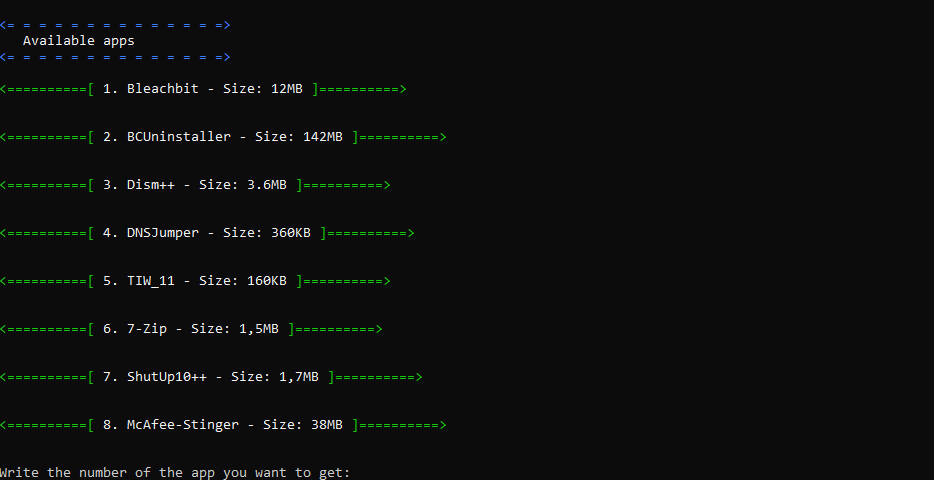 <= = = = = = = = = = = = = =>
Available apps
<= = = = = = = = = = = = = =>
<==========[ 1. Bleachbit - Size: 12MB ]==========>
<==========[ 2. BCUninstaller - Size: 142MB ]==========>
<==========[ 3. Dism++ - Size: 3.6MB ]==========>
<==========[ 4. DNSJumper - Size: 360KB ]==========>
<==========[ 5. TIW_11 - Size: 160KB ]==========>
<==========[ 6. 7-Zip - Size: 1,5MB ]==========>
<==========[ 7. ShutUp10++ - Size: 1,7MB ]==========>
<==========[ 8. McAfee-Stinger - Size: 38MB ]==========>
Write the number of the app you want to get: